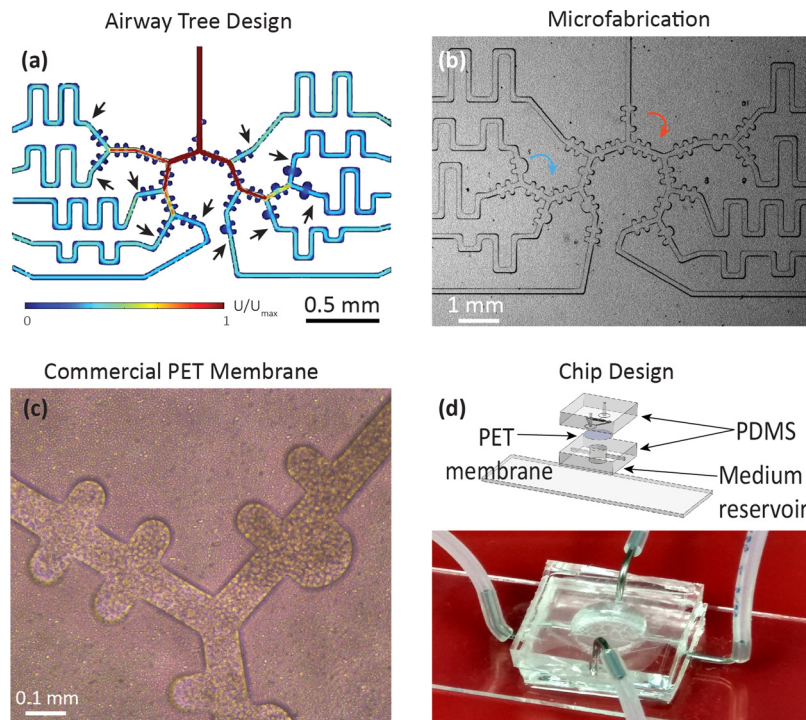 Airway Tree Design
Microfabrication
(a)
(b)
U/Umax
0
1
0.5 mm
1 mm
Commercial PET Membrane
Chip Design
(c)
(d)
PET
membrane
PDMS
Medium
reservoir
0.1 mm